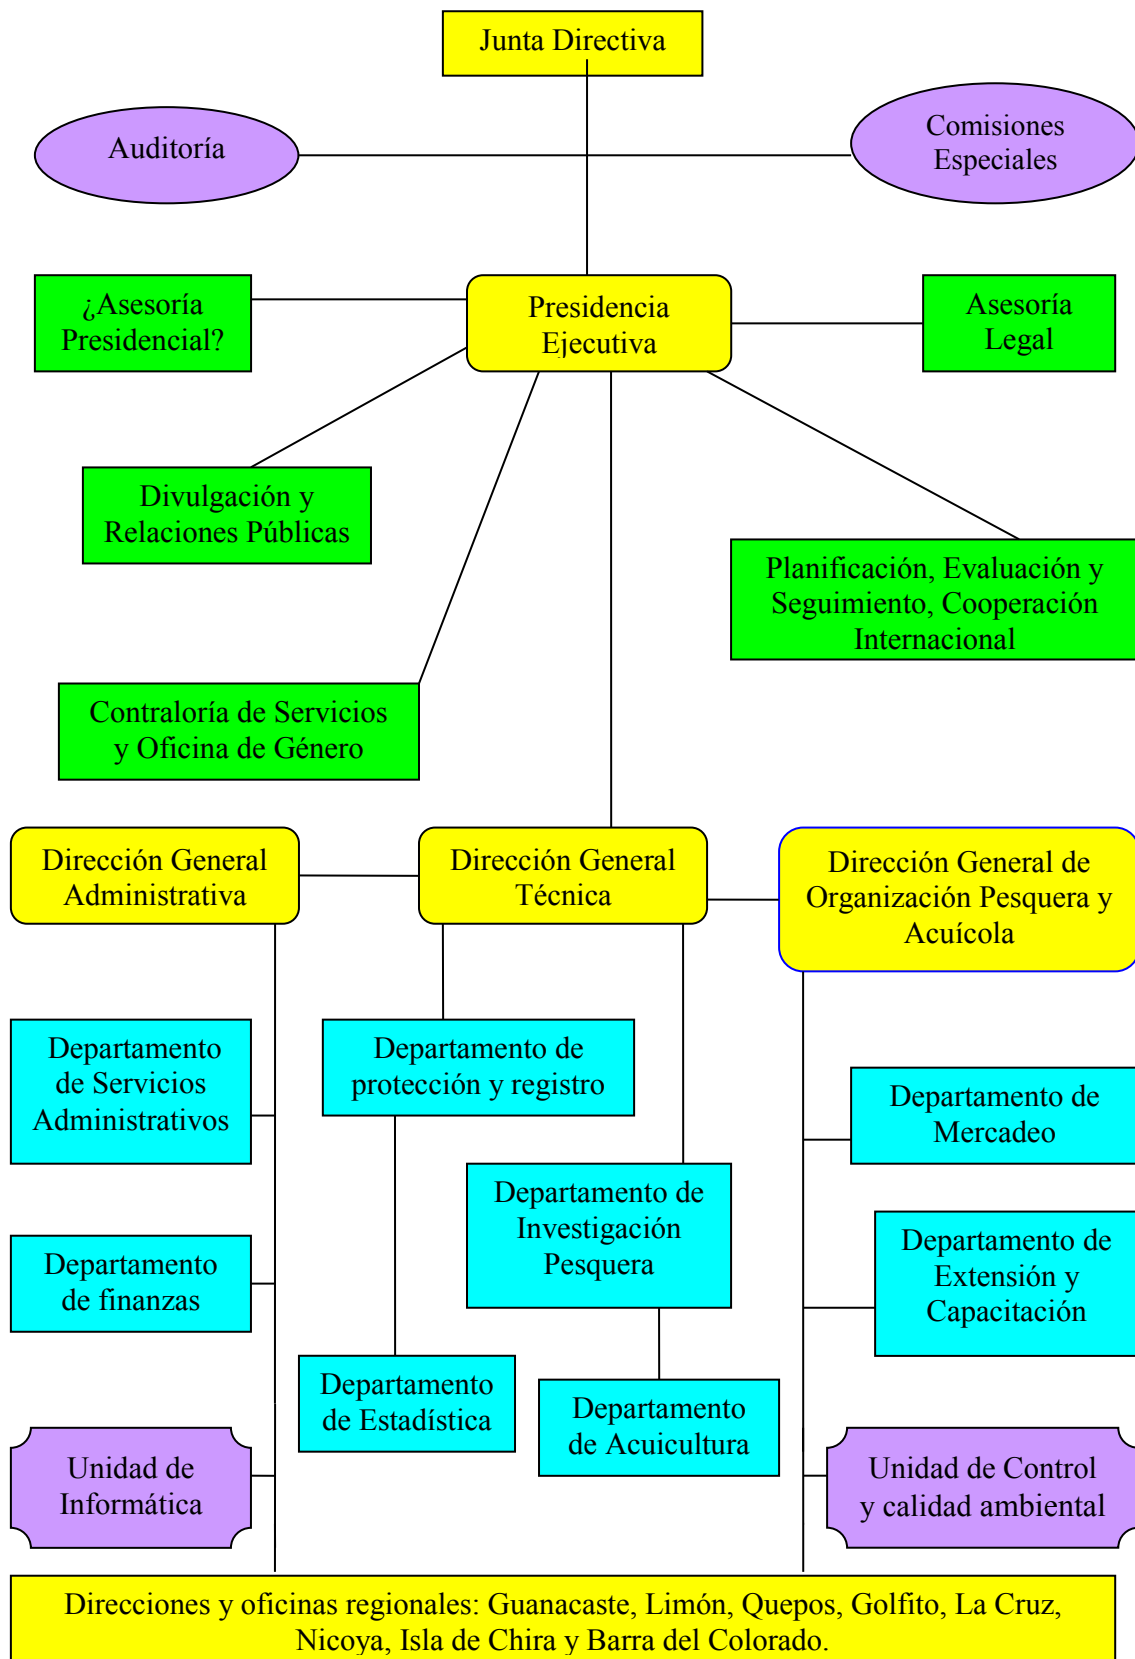 Junta Directiva
Auditoría
Comisiones
Especiales
¿Asesoría
Presidencial?
Presidencia
Ejecutiva
Asesoría
Legal
Divulgación y
Relaciones Públicas
Planificación, Evaluación y
Seguimiento, Cooperación
Internacional
Contraloría de Servicios
y Oficina de Género
Dirección General
Administrativa
Dirección General
Técnica
Dirección General de
Organización Pesquera y
Acuícola
Departamento
de Servicios
Administrativos
Departamento de
protección y registro
Departamento de
Mercadeo
Departamento de
Investigación
Pesquera
Departamento
de finanzas
Departamento de
Extensión y
Capacitación
Departamento
de Estadística
Departamento
de Acuicultura
Unidad de
Informática
Unidad de Control
y calidad ambiental
Direcciones y oficinas regionales: Guanacaste, Limón, Quepos, Golfito, La Cruz,
Nicoya, Isla de Chira y Barra del Colorado.